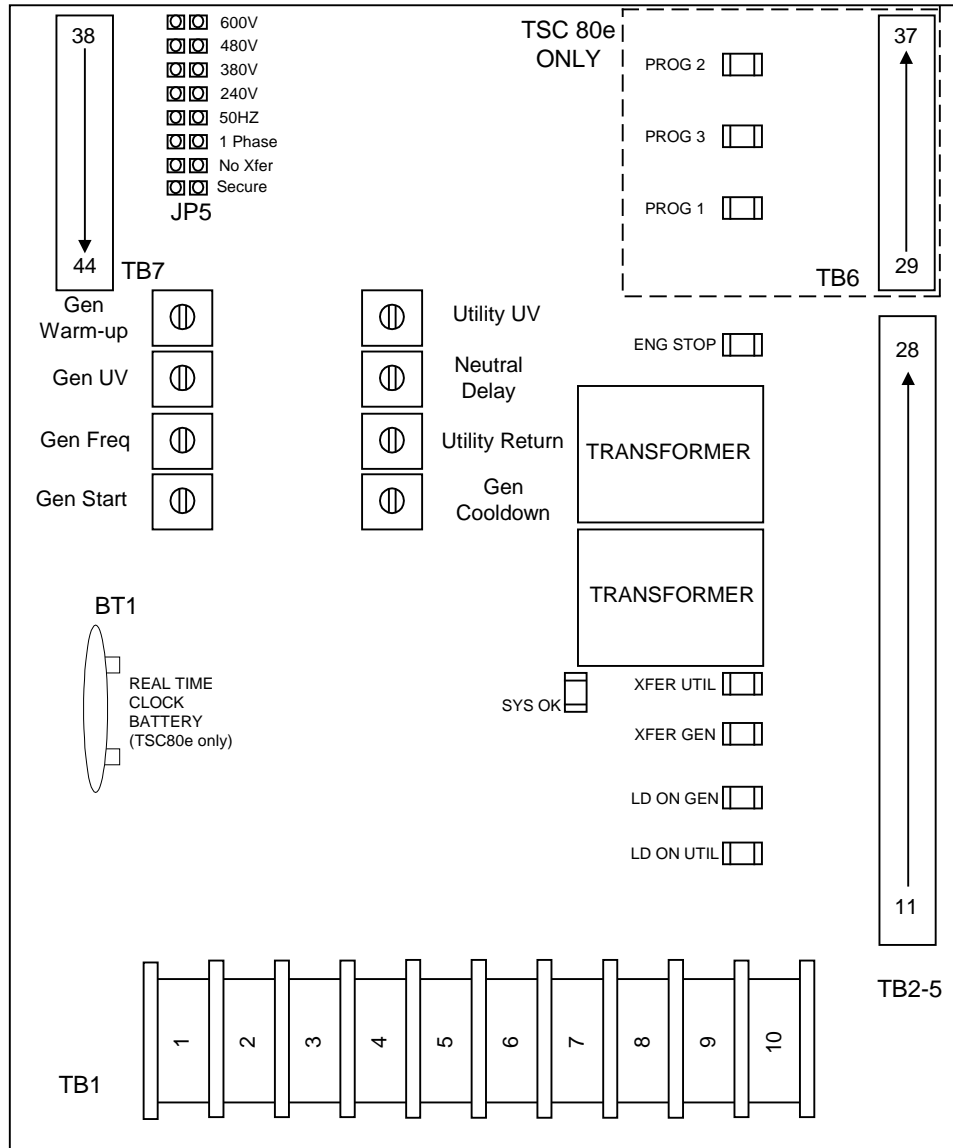 38
44
TB7
600V
480V
380V
240V
50HZ
1 Phase
No Xfer
Secure
JP5
TSC 80e
ONLY
PROG 2
PROG 3
PROG 1
37
29
TB6
Gen
Warm-up
Gen UV
Gen Freq
Gen Start
Utility UV
Neutral
Delay
Utility Return
Gen
Cooldown
ENG STOP
TRANSFORMER
TRANSFORMER
28
11
TB2-5
BT1
REAL TIME
CLOCK
BATTERY
(TSC80e only)
SYS OK
XFER UTIL
XFER GEN
LD ON GEN
LD ON UTIL
TB1
1
2
3
4
5
6
7
8
9
10